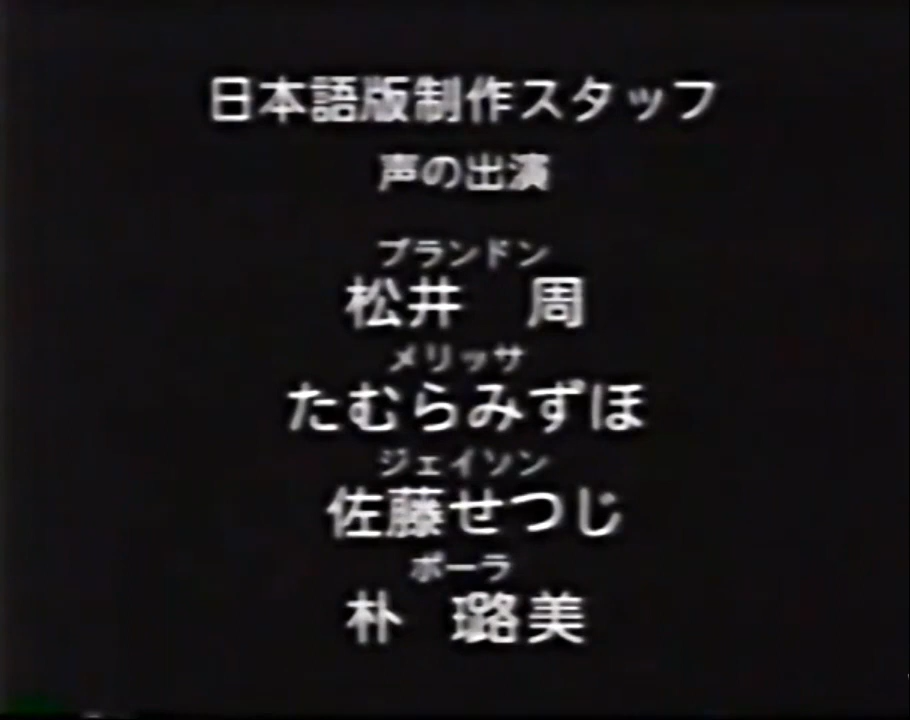 日本語版制作スタッフ
声の出演
ブランドン
松井　周
メリッサ
たむらみずほ
ジェイソン
佐藤せつじ
ポーラ
朴　璐美